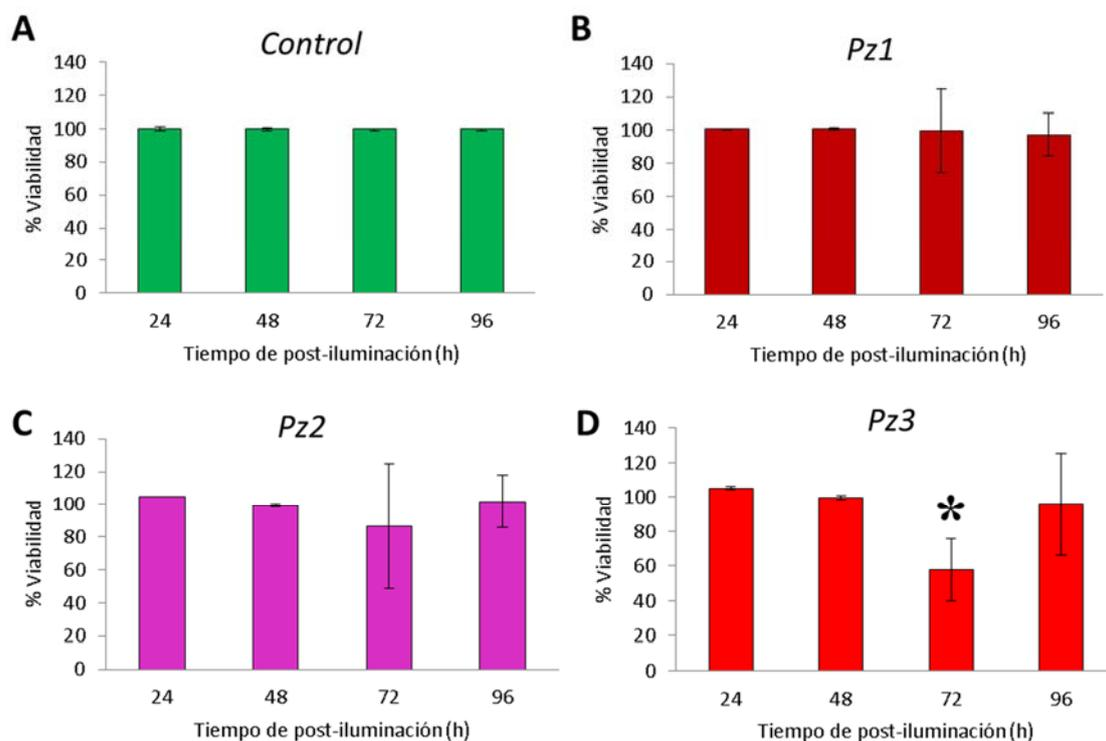 A
Control
140
120
100
80
60
40
20
0
% Viabilidad
24 48 72 96
Tiempo de post-iluminación (h)
B
Pz1
140
120
100
80
60
40
20
0
% Viabilidad
24 48 72 96
Tiempo de post-iluminación (h)
C
Pz2
140
120
100
80
60
40
20
0
% Viabilidad
24 48 72 96
Tiempo de post-iluminación (h)
D
Pz3
140
120
100
80
60
40
20
0
% Viabilidad
*
24 48 72 96
Tiempo de post-iluminación (h)